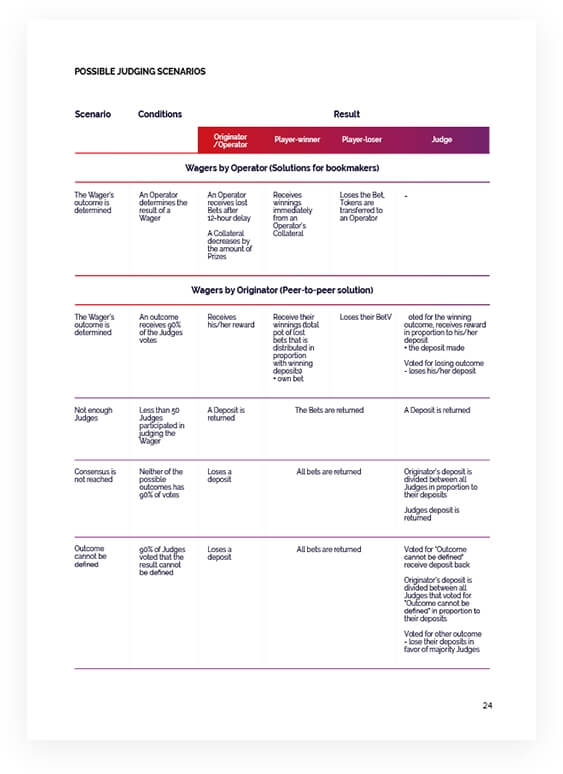 POSSIBLE JUDGING SCENARIOS
Scenario
Conditions
Result
Originator
/Operator
Player-winner
Player-loser
Judge
Wagers by Operator (Solutions for bookmakers)
The Wager's
outcome is
determined
An Operator
determines the
result of a
Wager
An Operator
receives lost
Bets after
12-hour delay
A Collateral
decreases by
the amount of
Prizes
Receives
winnings
immediately
from an
Operator's
Collateral
Loses the Bet,
Tokens are
transferred to
an Operator
-
Wagers by Originator (Peer-to-peer solution)
The Wager's
outcome is
determined
An outcome
receives 90%
of the Judges
votes
Receives
his/her reward
Receive their
winnings (total
pot of lost
bets that is
distributed in
proportion
with winning
deposits)
+ own bet
Loses their BetV
oted for the winning
outcome, receives reward
in proportion to his/her
deposit
+ the deposit made
Voted for losing outcome
- loses his/her deposit
Not enough
Judges
Less than 50
Judges
participated in
judging the
Wager
A Deposit is
returned
The Bets are returned
A Deposit is returned
Consensus is
not reached
Neither of the
possible
outcomes has
90% of votes
Loses a
deposit
All bets are returned
Originator's deposit is
divided between all
Judges in proportion to
their deposits
Judges deposit is
returned
Outcome
cannot be
defined
90% of Judges
voted that the
result cannot
be defined
Loses a
deposit
All bets are returned
Voted for "Outcome
cannot be defined"
receive deposit back
Originator's deposit is
divided between all
Judges that voted for
"Outcome cannot be
defined" in proportion to
their deposits
Voted for other outcome
- lose their deposits in
favor of majority Judges
24